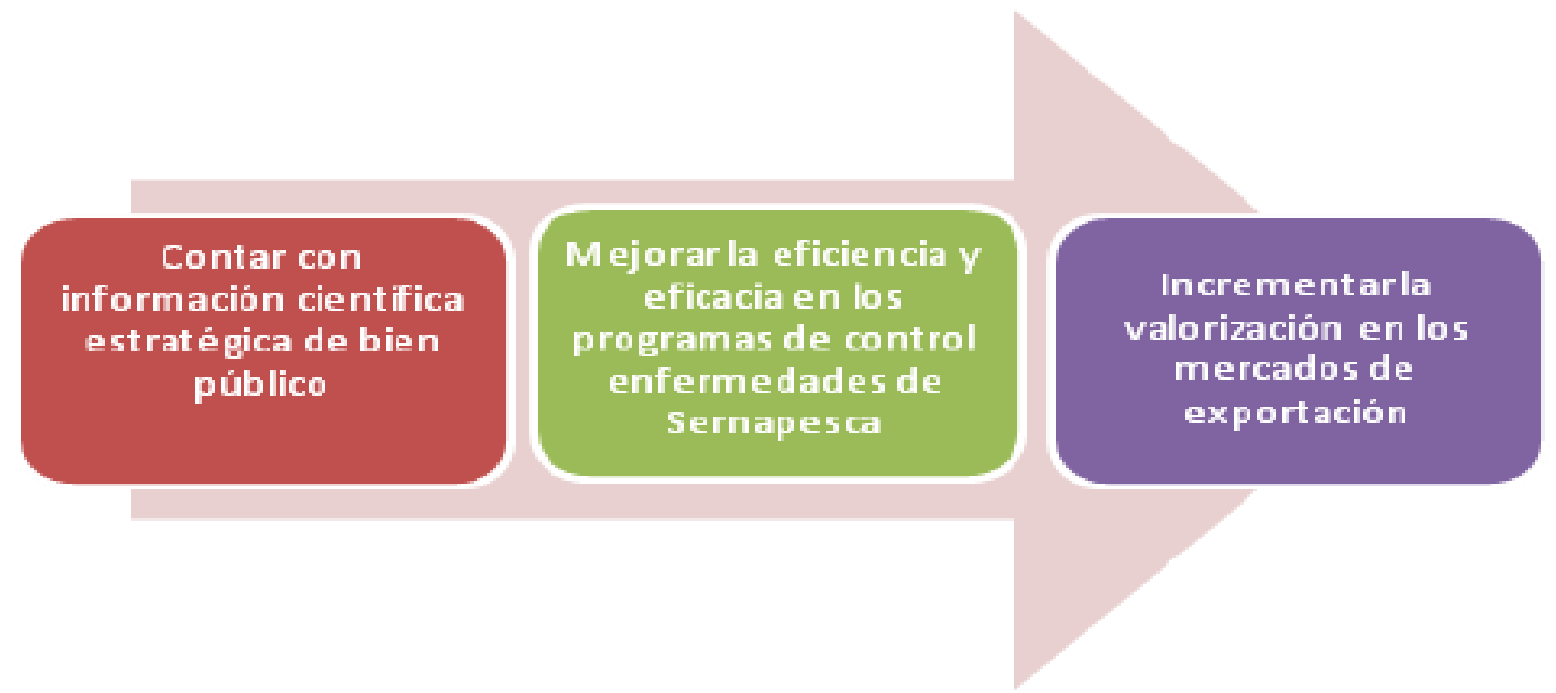 Contar con
información científica
estratégica de bien
público
Mejorar la eficiencia y
eficacia en los
programas de control
enfermedades de
Sernapesca
Incrementar la
valorización en los
mercados de
exportación